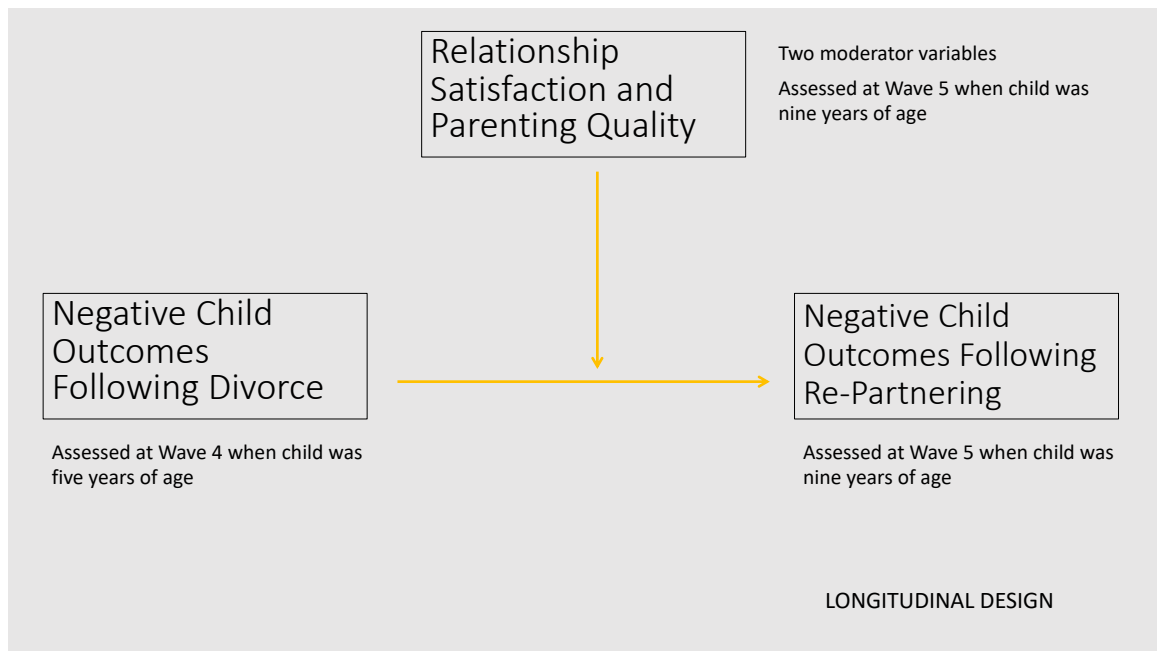 Relationship
Satisfaction and
Parenting Quality
Two moderator variables
Assessed at Wave 5 when child was
nine years of age
Negative Child
Outcomes
Following Divorce
Assessed at Wave 4 when child was
five years of age
Negative Child
Outcomes Following
Re-Partnering
Assessed at Wave 5 when child was
nine years of age
LONGITUDINAL DESIGN